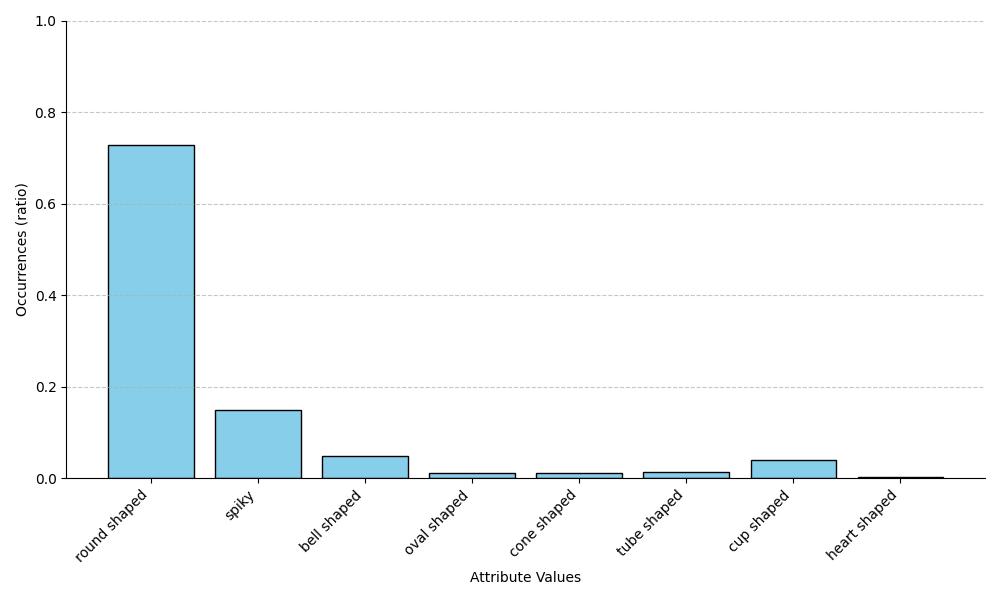 1.0
0.8
0.6
0.4
0.2
0.0
Occurrences (ratio)
round shaped
spiky
bell shaped
oval shaped
cone shaped
tube shaped
cup shaped
heart shaped
Attribute Values